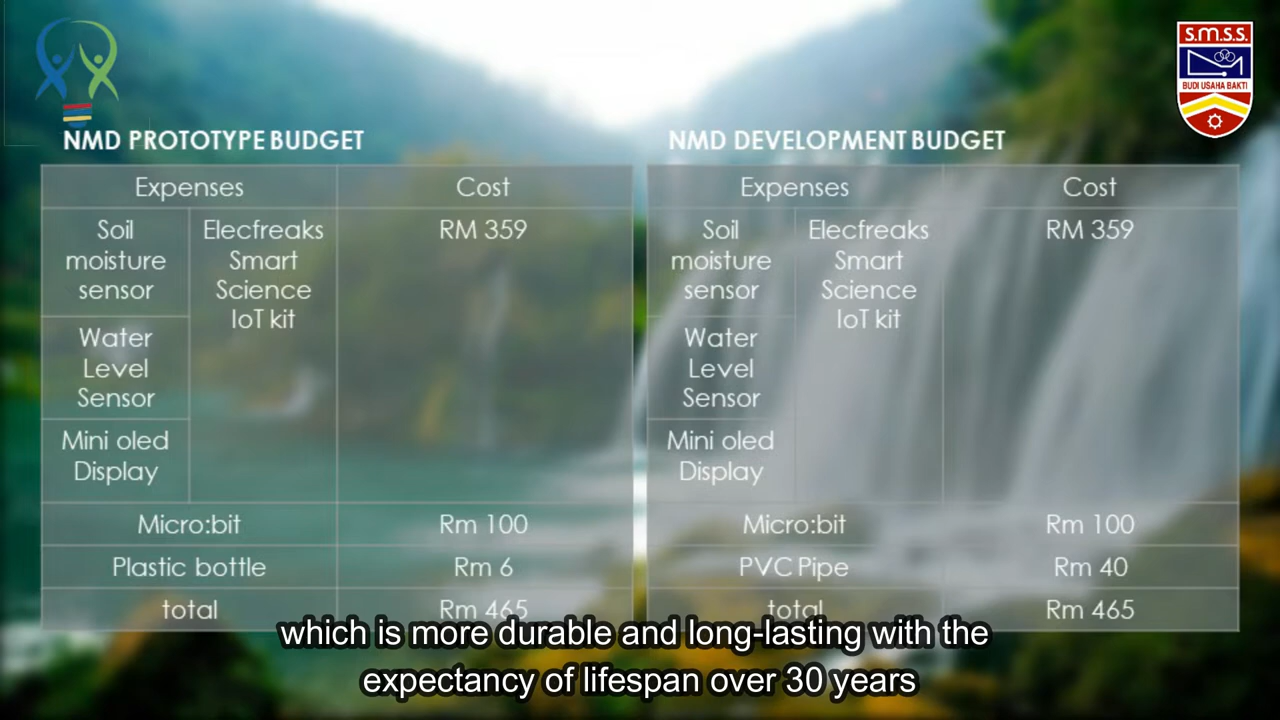 S.M.S.S.
BUDI USAHA BAKTI
NMD PROTOTYPE BUDGET
Expenses Cost
Soil
moisture
sensor
Elecfreaks
Smart
Science
IoT kit
RM 359
Water
Level
Sensor
Mini oled
Display
Micro:bit Rm 100
Plastic bottle Rm 6
total Rm 465
NMD DEVELOPMENT BUDGET
Expenses Cost
Soil
moisture
sensor
Elecfreaks
Smart
Science
IoT kit
RM 359
Water
Level
Sensor
Mini oled
Display
Micro:bit Rm 100
PVC Pipe Rm 40
total Rm 465
which is more durable and long-lasting with the
expectancy of lifespan over 30 years